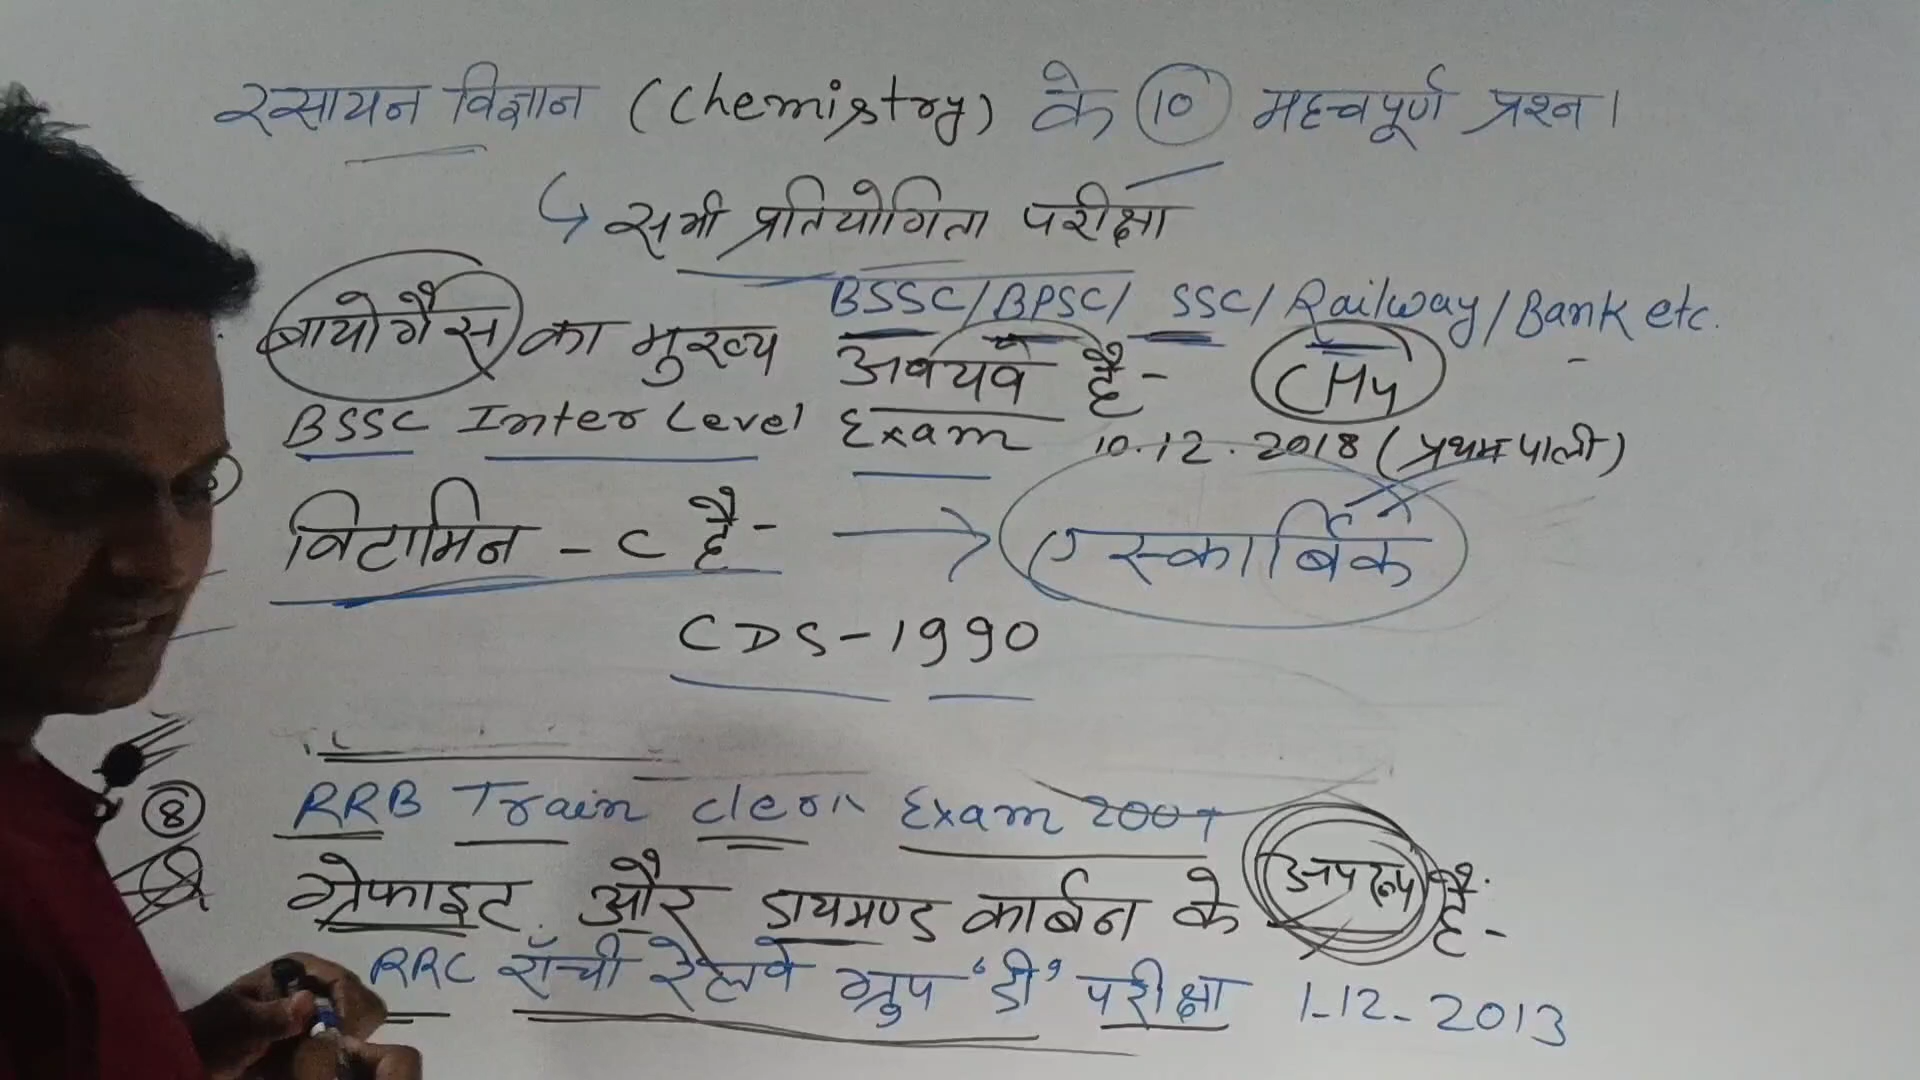 रसायन विज्ञान (Chemistry) के 10 महत्वपूर्ण प्रश्न।
सभी प्रतियोगिता परीक्षा
BSSC/BPSC/ SSC/ Railway/Bank etc.
बायोगैस का मुख्य अवयव है- CH4
BSSC Inter Level Exam 10.12.2018 (प्रथम पाली)
विटामिन - C है- → एस्कार्बिक
CDS-1990
8 RRB Train Clerk Exam
ग्रेफाइट और डायमण्ड कार्बन के अपरूप है-
RRC राँची रेलवे ग्रुप 'डी' परीक्षा 1-12-2013